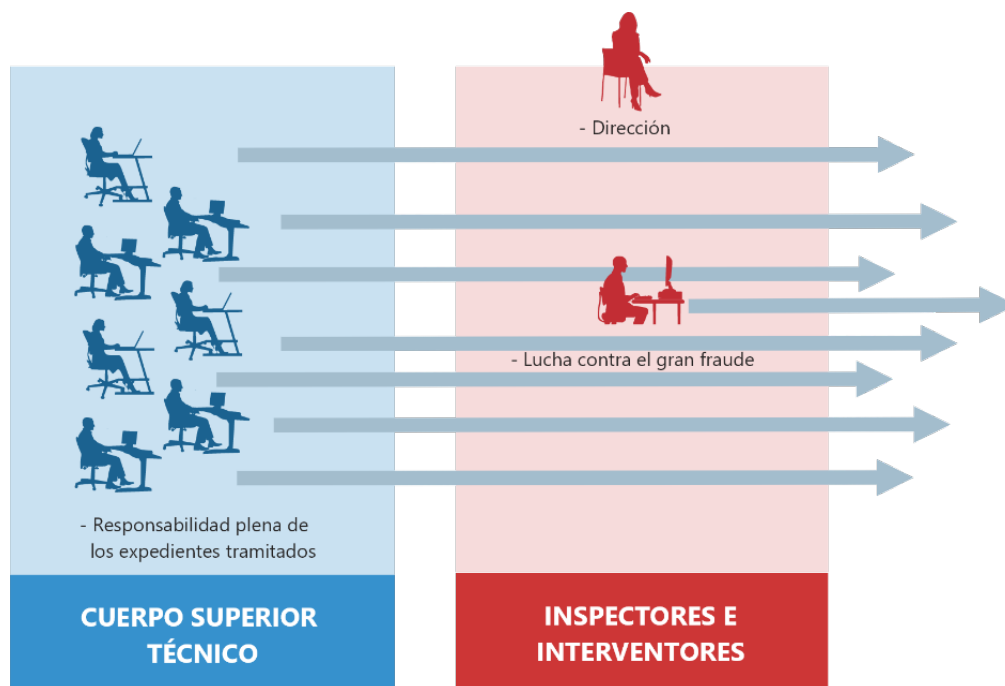 - Dirección
- Lucha contra el gran fraude
- Responsabilidad plena de
los expedientes tramitados
CUERPO SUPERIOR
TÉCNICO
INSPECTORES E
INTERVENTORES